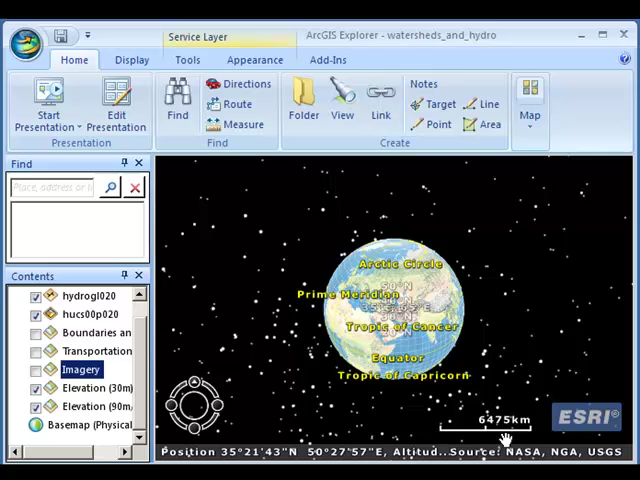 Service Layer
ArcGIS Explorer - watersheds_and_hydro
Home
Display
Tools
Appearance
Add-Ins
Start Presentation
Edit Presentation
Presentation
Find
Directions
Route
Measure
Find
Folder
View
Link
Notes
Target
Line
Point
Area
Create
Map
Find
Place, address or l
Contents
hydrogl020
hucs00p020
Boundaries an
Transportation
Imagery
Elevation (30m)
Elevation (90m,
Basemap (Physical
Arctic Circle
50°N
Prime Meridian
Tropic of Cancer
Equator
Tropic of Capricorn
6475km
ESRI
Position 35°21'43"N 50°27'57"E, Altitud...Source: NASA, NGA, USGS